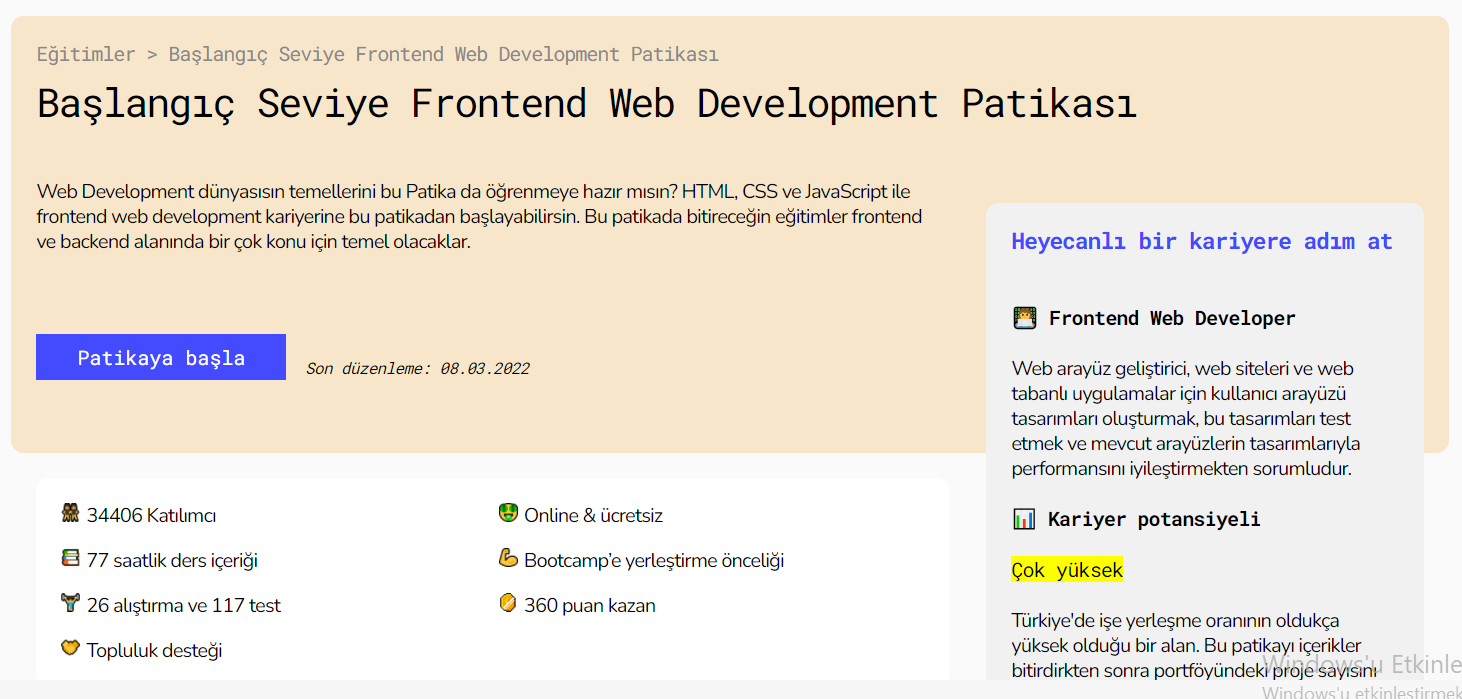 Eğitimler > Başlangıç Seviye Frontend Web Development Patikası
Başlangıç Seviye Frontend Web Development Patikası
Web Development dünyasısın temellerini bu Patika da öğrenmeye hazır mısın? HTML, CSS ve JavaScript ile
frontend web development kariyerine bu patikadan başlayabilirsin. Bu patikada bitireceğin eğitimler frontend
ve backend alanında bir çok konu için temel olacaklar.
Patikaya başla
Son düzenleme: 08.03.2022
34406 Katılımcı
77 saatlik ders içeriği
26 alıştırma ve 117 test
Topluluk desteği
Online & ücretsiz
Bootcamp’e yerleştirme önceliği
360 puan kazan
Heyecanlı bir kariyere adım at
Frontend Web Developer
Web arayüz geliştirici, web siteleri ve web
tabanlı uygulamalar için kullanıcı arayüzü
tasarımları oluşturmak, bu tasarımları test
etmek ve mevcut arayüzlerin tasarımlarıyla
performansını iyileştirmekten sorumludur.
Kariyer potansiyeli
Çok yüksek
Türkiye'de işe yerleşme oranının oldukça
yüksek olduğu bir alan. Bu patikayı içerikler
bitirdirkten sonra portföyündeki proje sayısını
Windows'u Etkinle
Windows'u etkinleştirmek